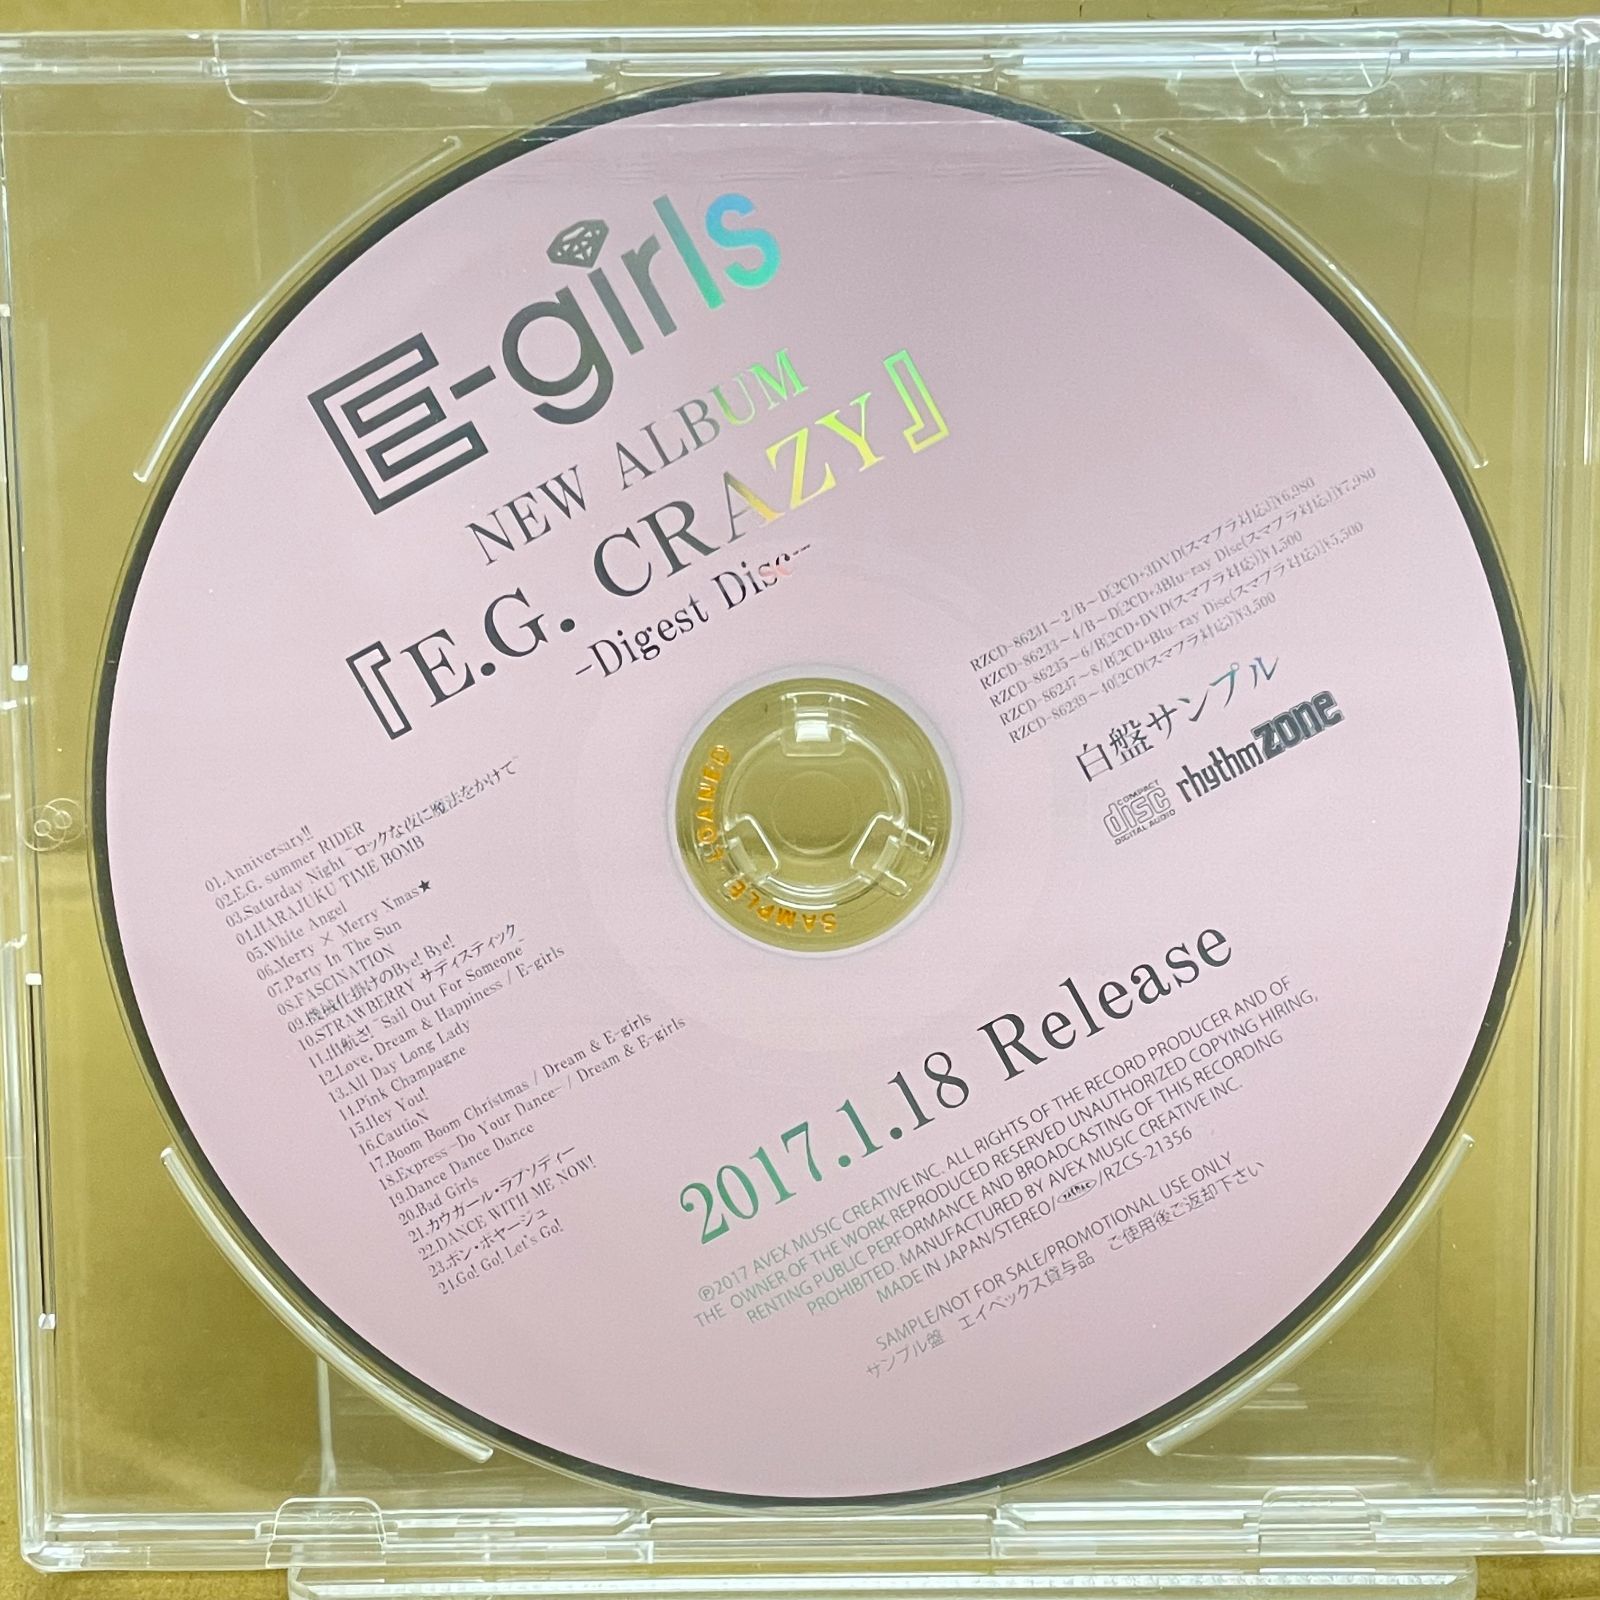 E-girls
NEW ALBUM
『E.G. CRAZY』
-Digest Disc-
RZCD-86231～2/B～D[2CD+3DVD(スマプラ対応)]¥6,980
RZCD-86233～4/B～D[2CD+3Blu-ray Disc(スマプラ対応)]¥7,980
RZCD-86235～6/B[2CD+DVD(スマプラ対応)]¥4,500
RZCD-86237～8/B[2CD+Blu-ray Disc(スマプラ対応)]¥5,500
RZCD-86239～40[2CD(スマプラ対応)]¥3,500
白盤サンプル
COMPACT
disc
DIGITAL AUDIO
rhythmzone
SAMPLE LOANED
01.Anniversary!!
02.E.G. summer RIDER
03.Saturday Night ~ロックな夜に魔法をかけて~
04.HARAJUKU TIME BOMB
05.White Angel
06.Merry × Merry Xmas★
07.Party In The Sun
08.FASCINATION
09.機械仕掛けのBye! Bye!
10.STRAWBERRY サディスティック
11.出航さ! ~Sail Out For Someone~
12.Love, Dream & Happiness / E-girls
13.All Day Long Lady
14.Pink Champagne
15.Hey You!
16.CautioN
17.Boom Boom Christmas / Dream & E-girls
18.Express –Do Your Dance– / Dream & E-girls
19.Dance Dance Dance
20.Bad Girls
21.カウガール・ラプソディー
22.DANCE WITH ME NOW!
23.ボン・ボヤージュ
24.Go! Go! Let's Go!
2017.1.18 Release
℗2017 AVEX MUSIC CREATIVE INC. ALL RIGHTS OF THE RECORD PRODUCER AND OF
THE OWNER OF THE WORK REPRODUCED RESERVED UNAUTHORIZED COPYING HIRING,
RENTING PUBLIC PERFORMANCE AND BROADCASTING OF THIS RECORDING
PROHIBITED. MANUFACTURED BY AVEX MUSIC CREATIVE INC.
MADE IN JAPAN/STEREO/JASRAC/RZCS-21356
SAMPLE/NOT FOR SALE/PROMOTIONAL USE ONLY
サンプル盤 エイベックス貸与品 ご使用後ご返却下さい